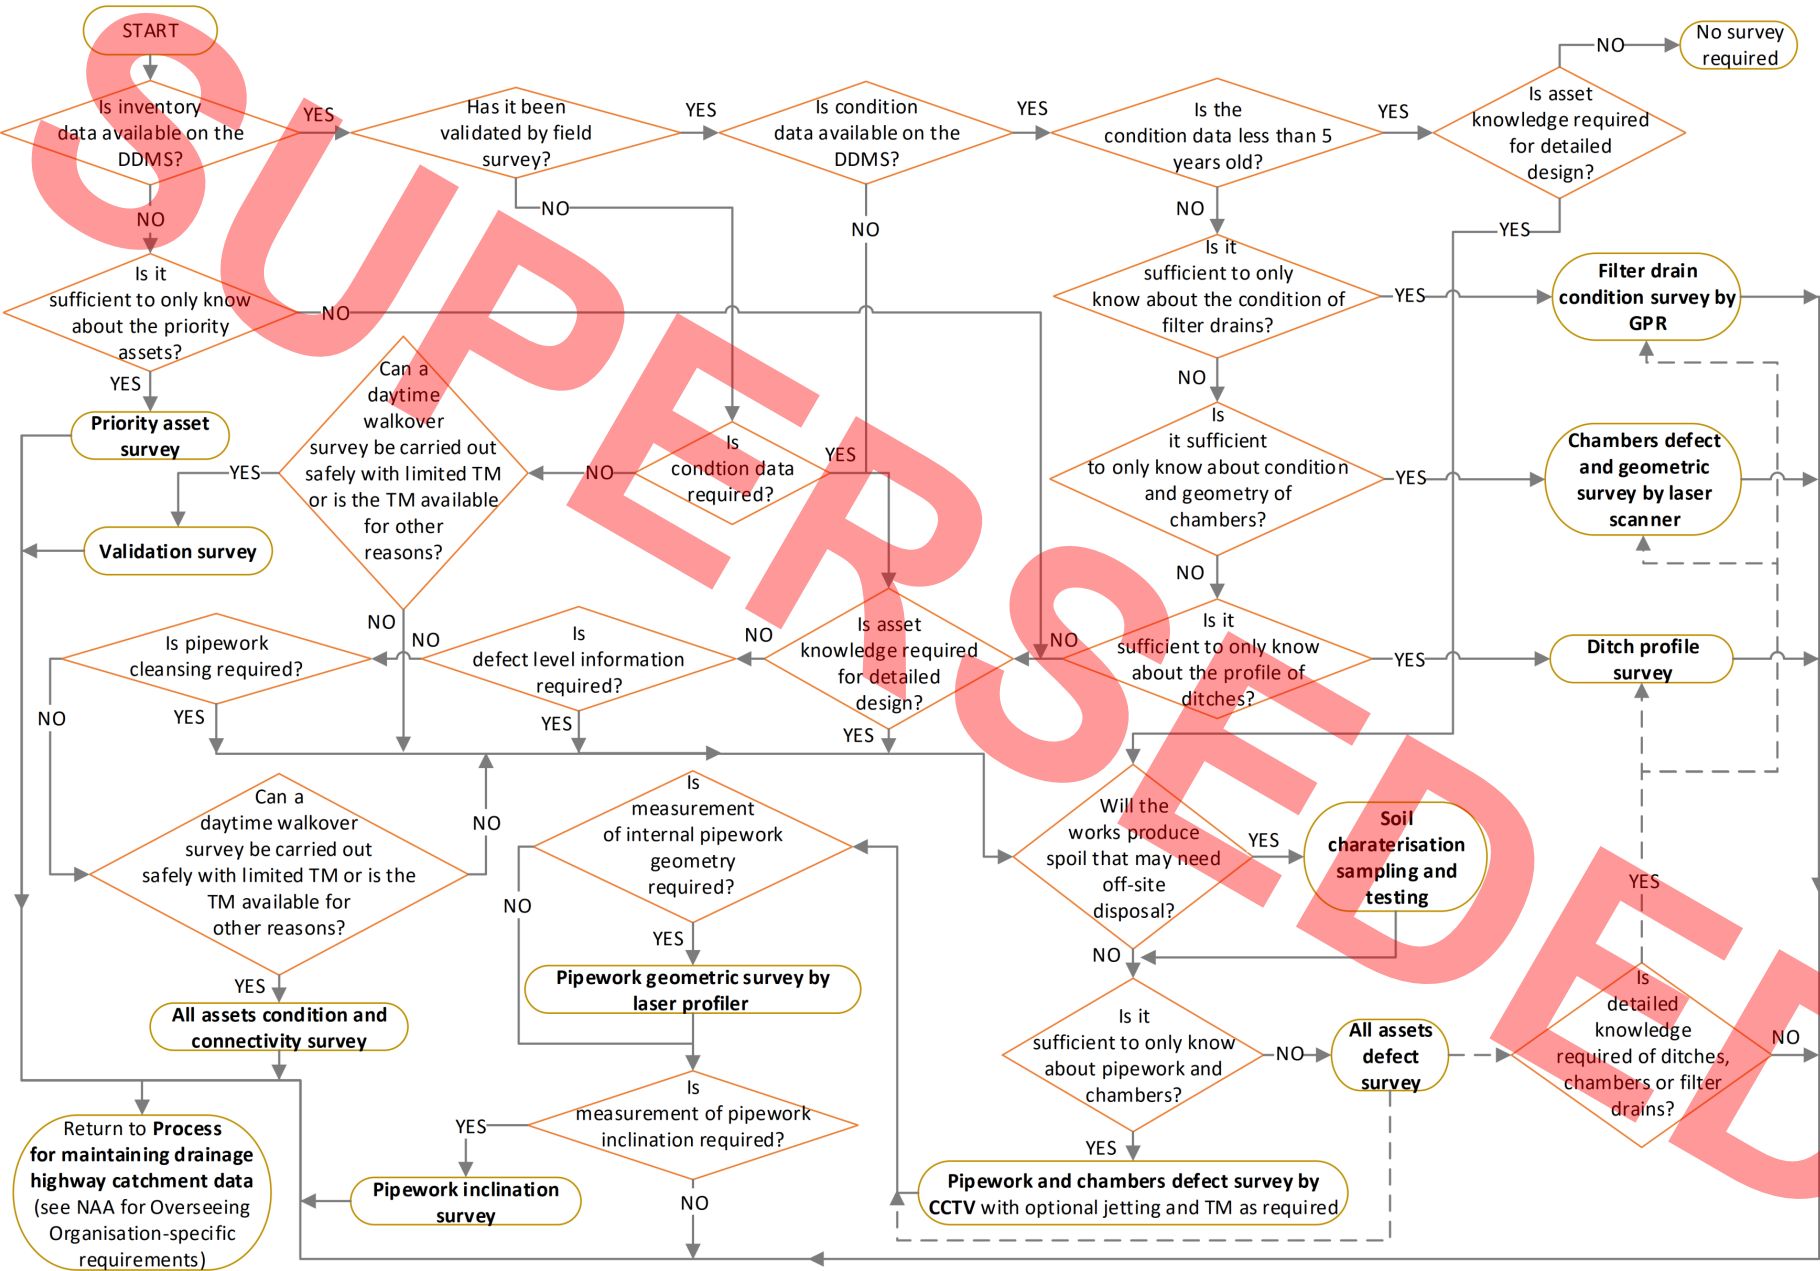 START
Is inventory
data available on the
DDMS?
YES
Has it been
validated by field
survey?
YES
Is condition
data available on the
DDMS?
YES
Is the
condition data less than 5
years old?
YES
Is asset
knowledge required
for detailed
design?
NO
No survey
required
NO
NO
NO
NO
YES
Is it
sufficient to only know
about the priority
assets?
NO
YES
Priority asset
survey
Is it
sufficient to only
know about the condition of
filter drains?
YES
Filter drain
condition survey by
GPR
NO
Can a
daytime
walkover
survey be carried out
safely with limited TM
or is the TM available
for other
reasons?
YES
NO
Is
condtion data
required?
YES
NO
Validation survey
Is
it sufficient
to only know about condition
and geometry of
chambers?
YES
Chambers defect
and geometric
survey by laser
scanner
NO
Is pipework
cleansing required?
NO
YES
NO
Is
defect level information
required?
YES
NO
Is asset
knowledge required
for detailed
design?
YES
NO
Is it
sufficient to only know
about the profile of
ditches?
YES
Ditch profile
survey
Can a
daytime walkover
survey be carried out
safely with limited TM or is the
TM available for
other reasons?
NO
YES
All assets condition and
connectivity survey
Is
measurement
of internal pipework
geometry
required?
NO
YES
Pipework geometric survey by
laser profiler
Will the
works produce
spoil that may need
off-site
disposal?
YES
Soil
charaterisation
sampling and
testing
NO
Is it
sufficient to only know
about pipework and
chambers?
NO
All assets
defect
survey
YES
Is
detailed
knowledge
required of ditches,
chambers or filter
drains?
YES
NO
Return to Process
for maintaining drainage
highway catchment data
(see NAA for Overseeing
Organisation-specific
requirements)
Is
measurement of pipework
inclination required?
YES
Pipework inclination
survey
NO
Pipework and chambers defect survey by
CCTV with optional jetting and TM as required
SUPERSEDED